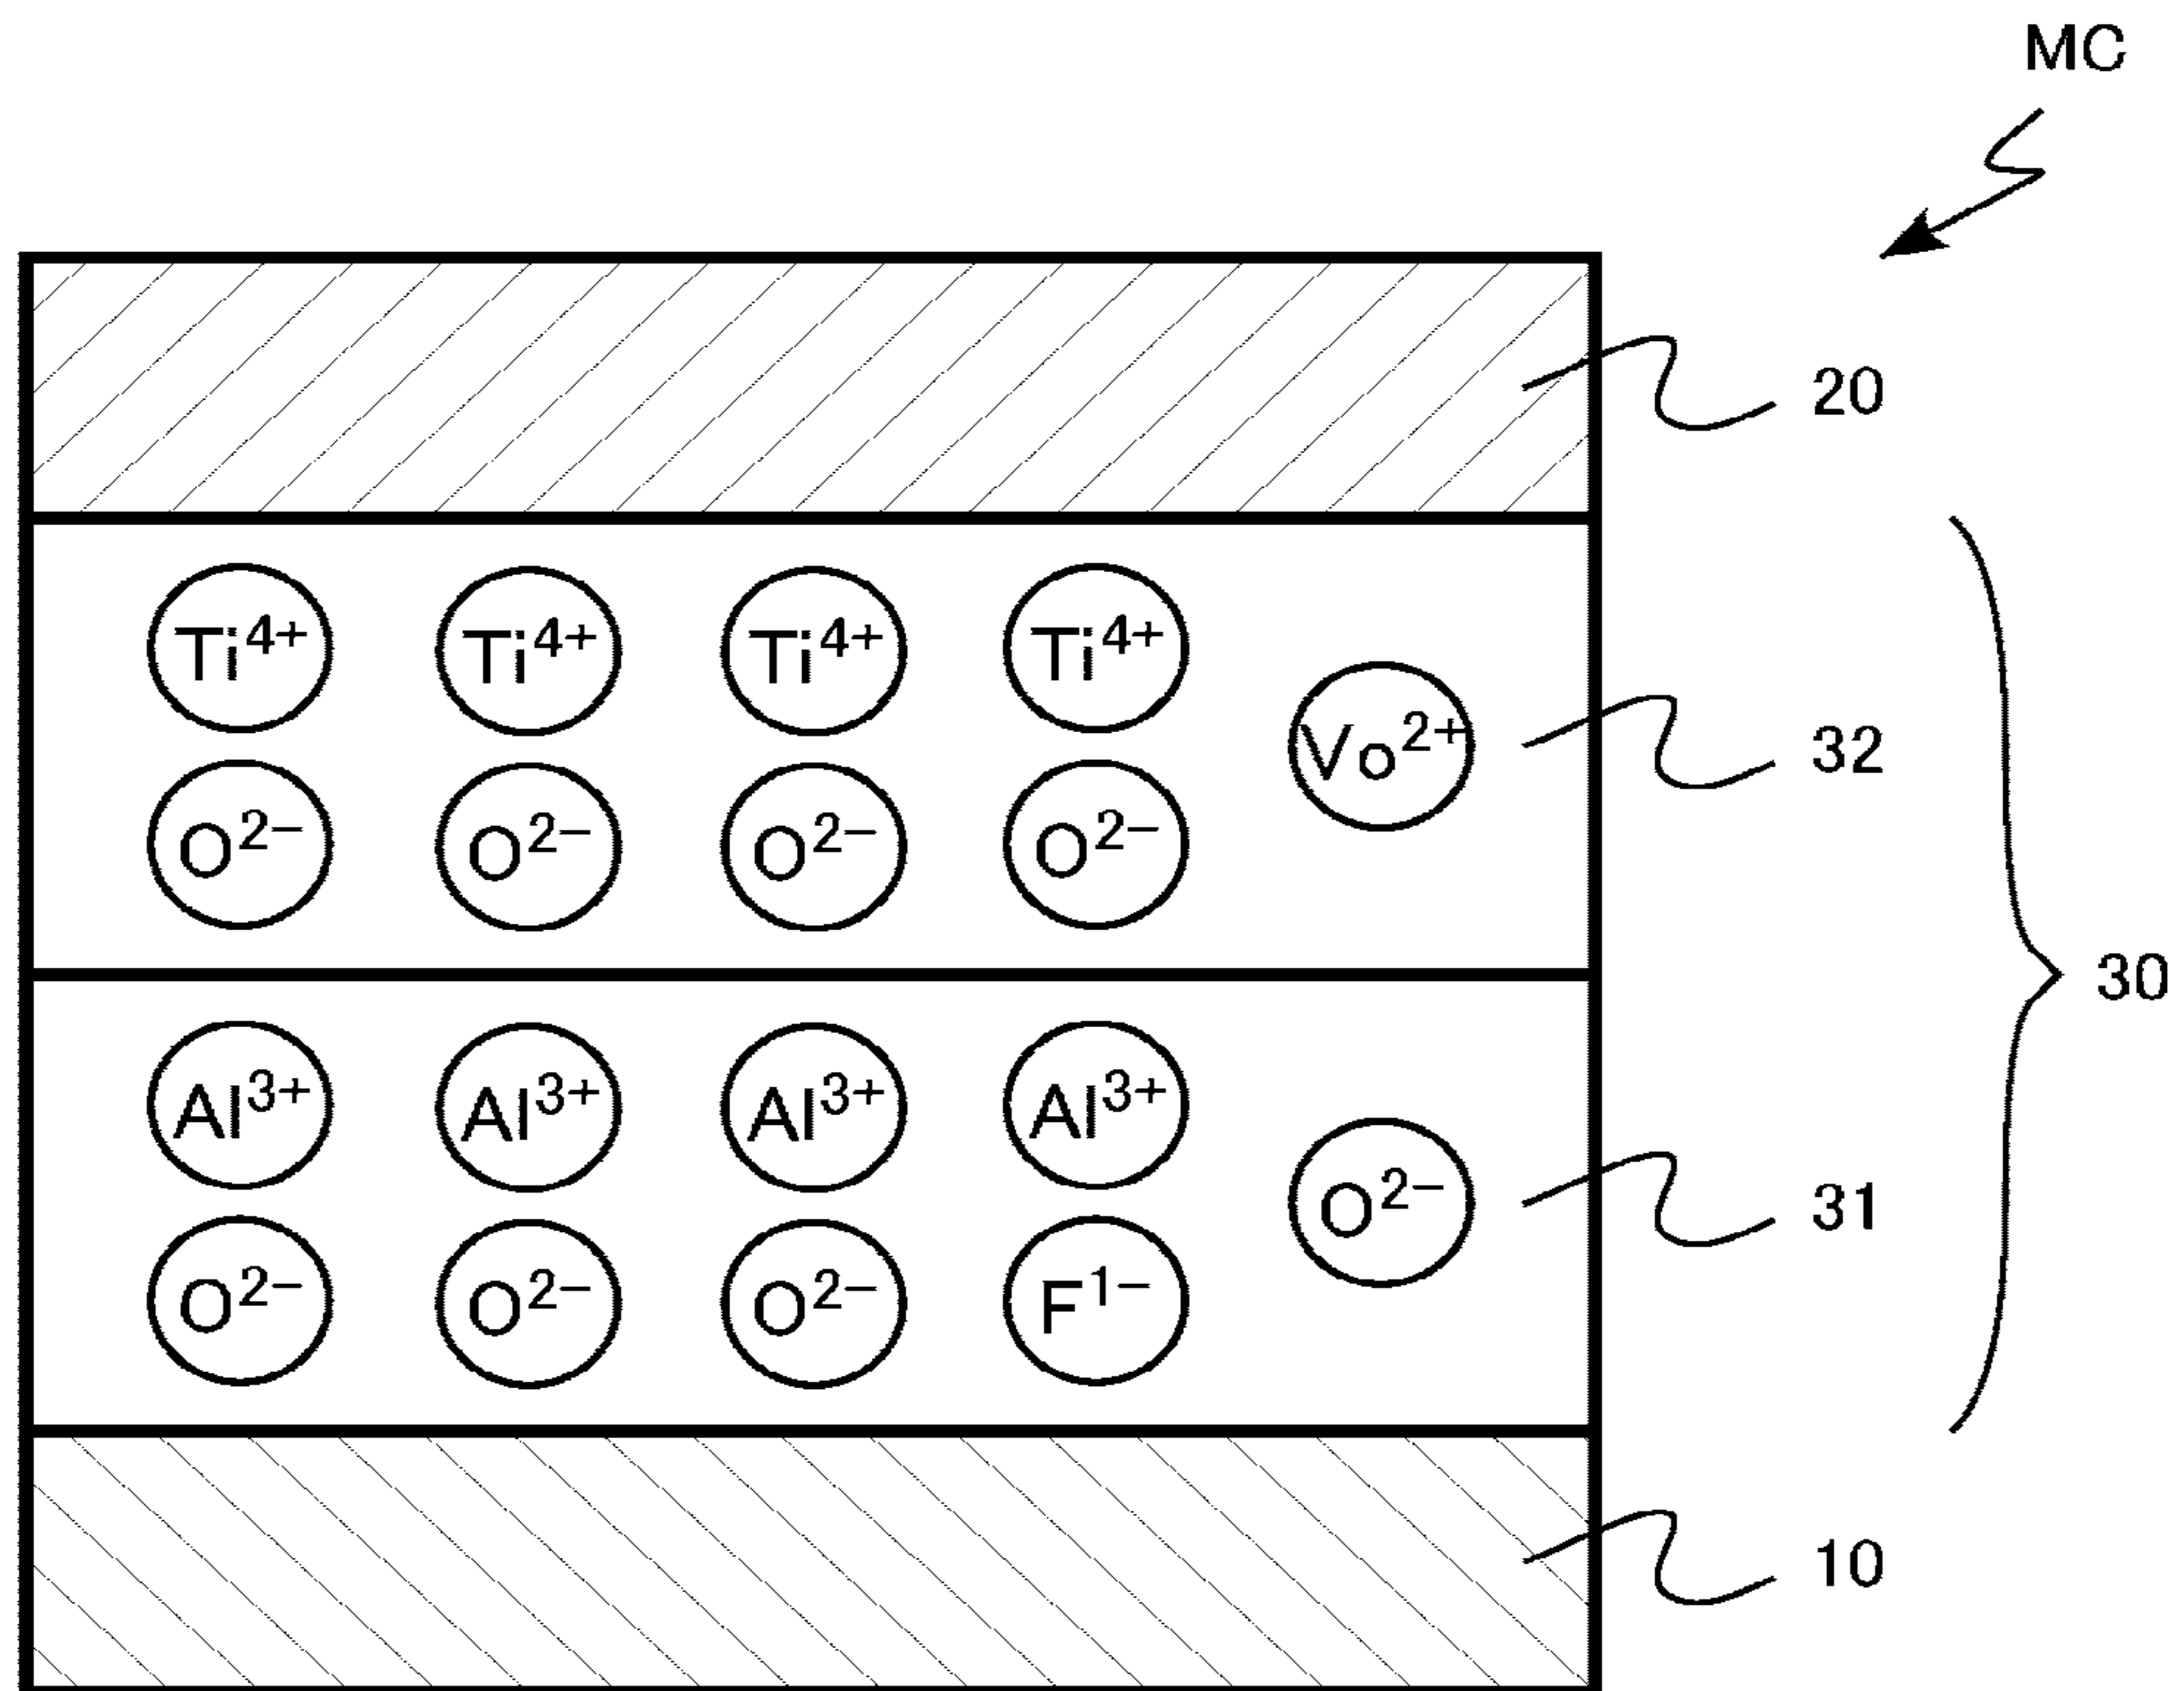 MC
20
Ti4+ Ti4+ Ti4+ Ti4+
Vo2+ 32
O2− O2− O2− O2−
30
Al3+ Al3+ Al3+ Al3+
O2− 31
O2− O2− O2− F1−
10